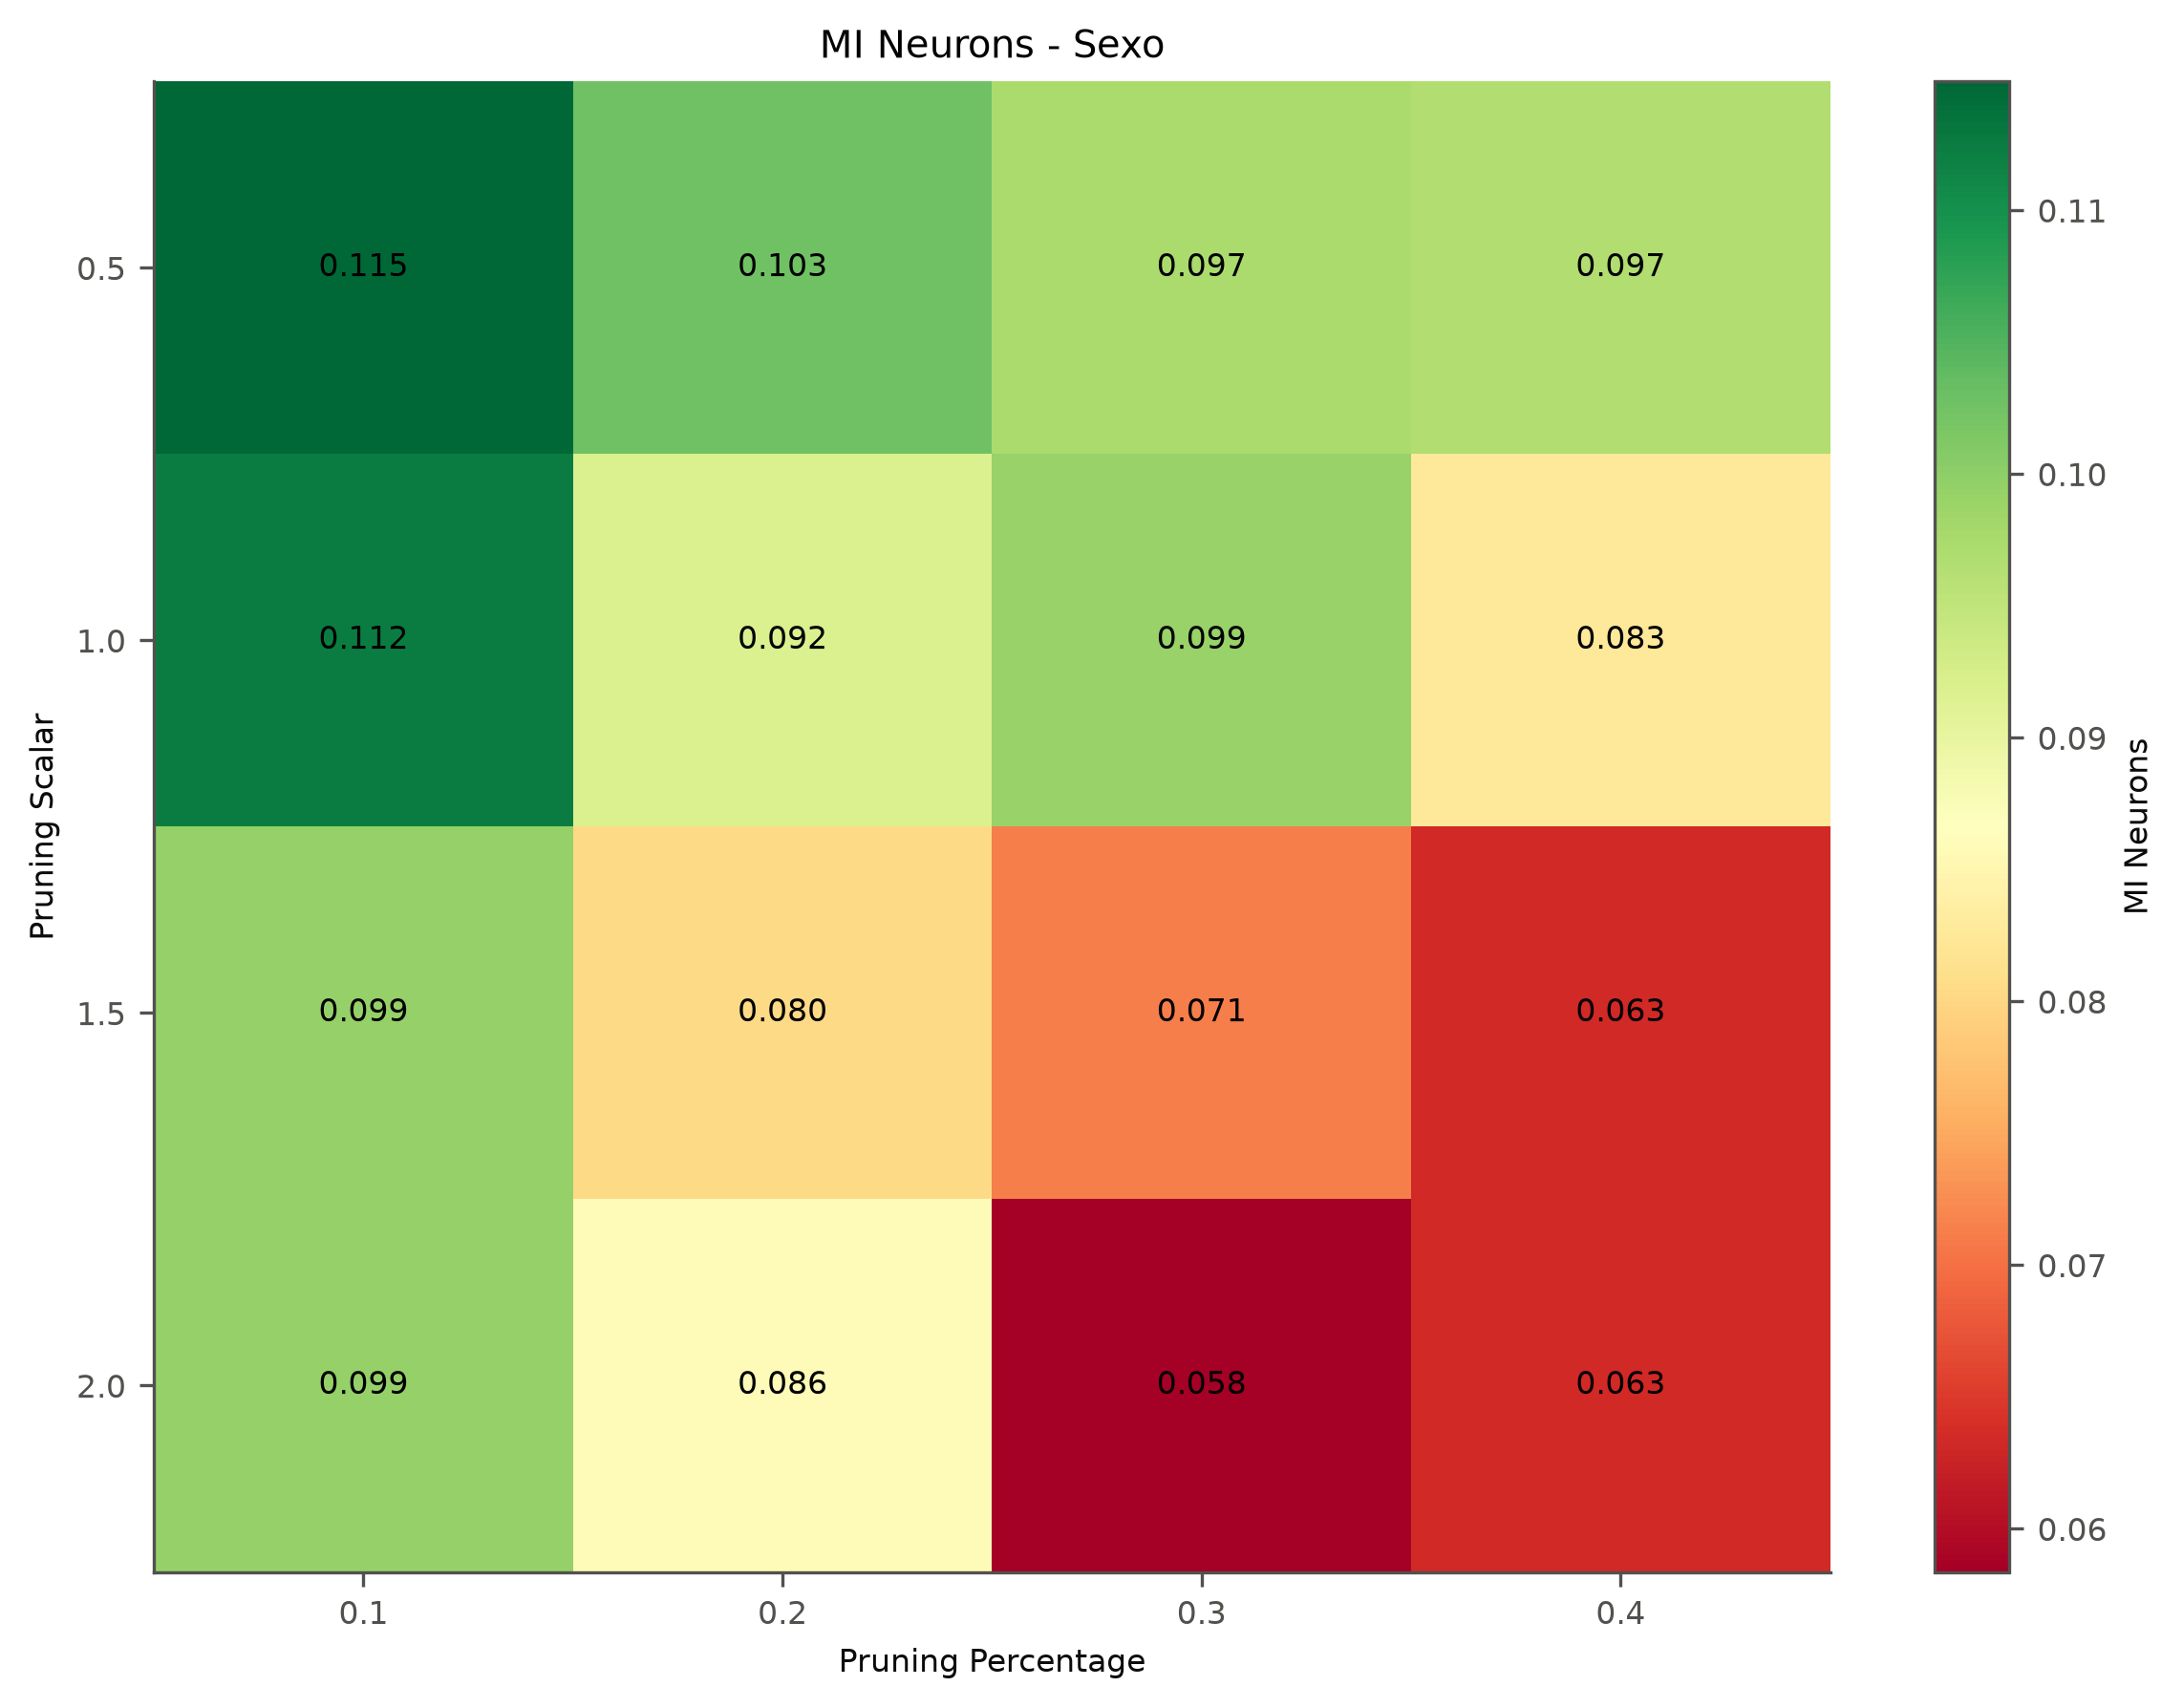 MI Neurons - Sexo
0.5 0.115 0.103 0.097 0.097
1.0 0.112 0.092 0.099 0.083
1.5 0.099 0.080 0.071 0.063
2.0 0.099 0.086 0.058 0.063
0.1 0.2 0.3 0.4
Pruning Percentage
Pruning Scalar
0.11
0.10
0.09
0.08
0.07
0.06
MI Neurons